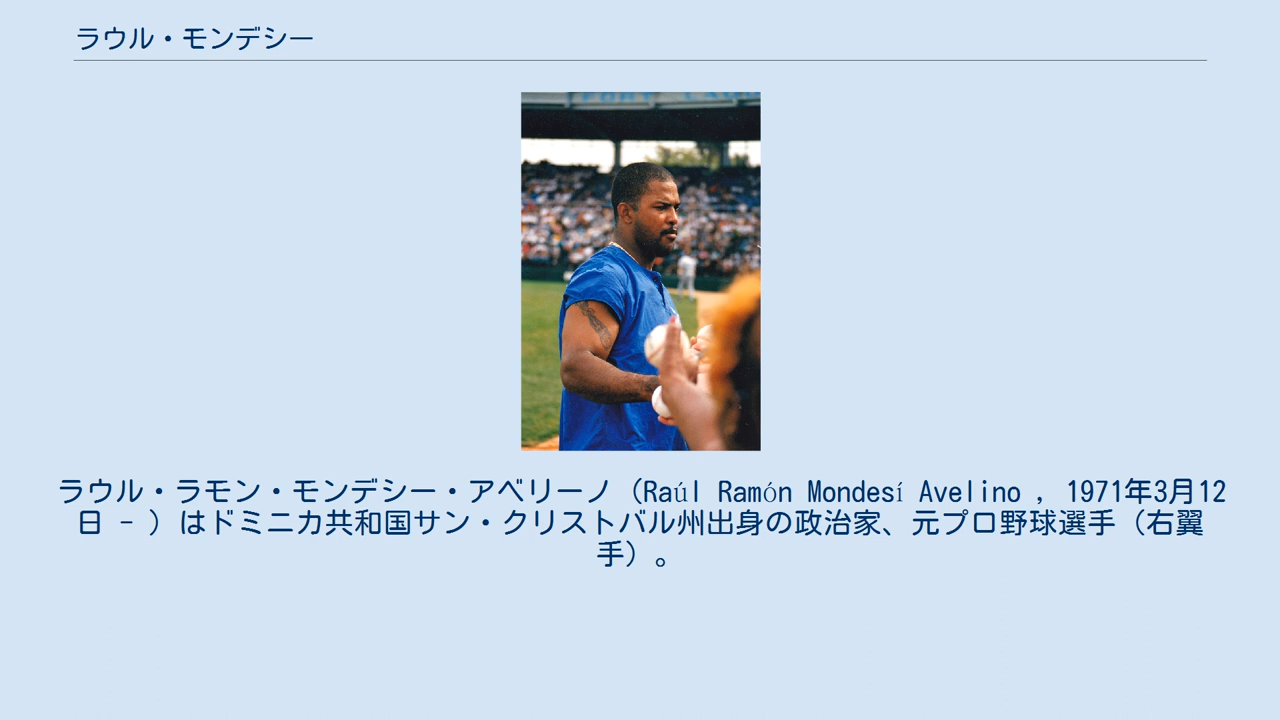 ラウル・モンデシー
ラウル・ラモン・モンデシー・アベリーノ（Raúl Ramón Mondesí Avelino , 1971年3月12
日 - ）はドミニカ共和国サン・クリストバル州出身の政治家、元プロ野球選手（右翼
手）。